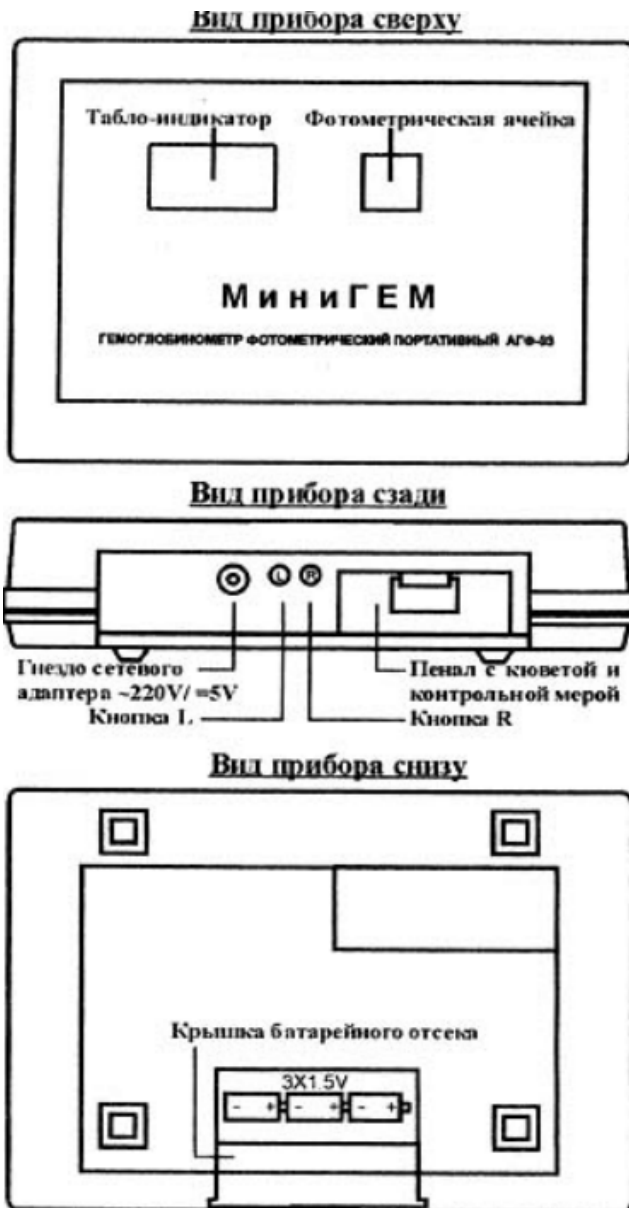 Вид прибора сверху
Табло-индикатор Фотометрическая ячейка
МиниГЕМ
ГЕМОГЛОБИНОМЕТР ФОТОМЕТРИЧЕСКИЙ ПОРТАТИВНЫЙ АГФ-03
Вид прибора сзади
L R
Гнездо сетевого
адаптера ~220V/ =5V
Кнопка L
Пенал с кюветой и
контрольной мерой
Кнопка R
Вид прибора снизу
Крышка батарейного отсека
3X1.5V
- + - + - +